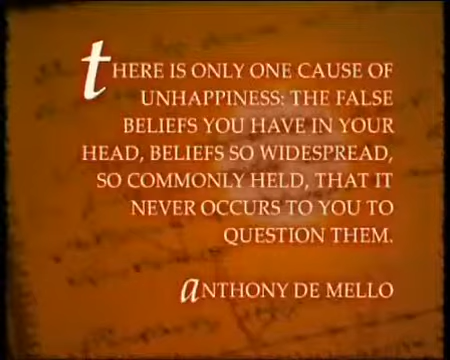 tHERE IS ONLY ONE CAUSE OF
UNHAPPINESS: THE FALSE
BELIEFS YOU HAVE IN YOUR
HEAD, BELIEFS SO WIDESPREAD,
SO COMMONLY HELD, THAT IT
NEVER OCCURS TO YOU TO
QUESTION THEM.
aNTHONY DE MELLO